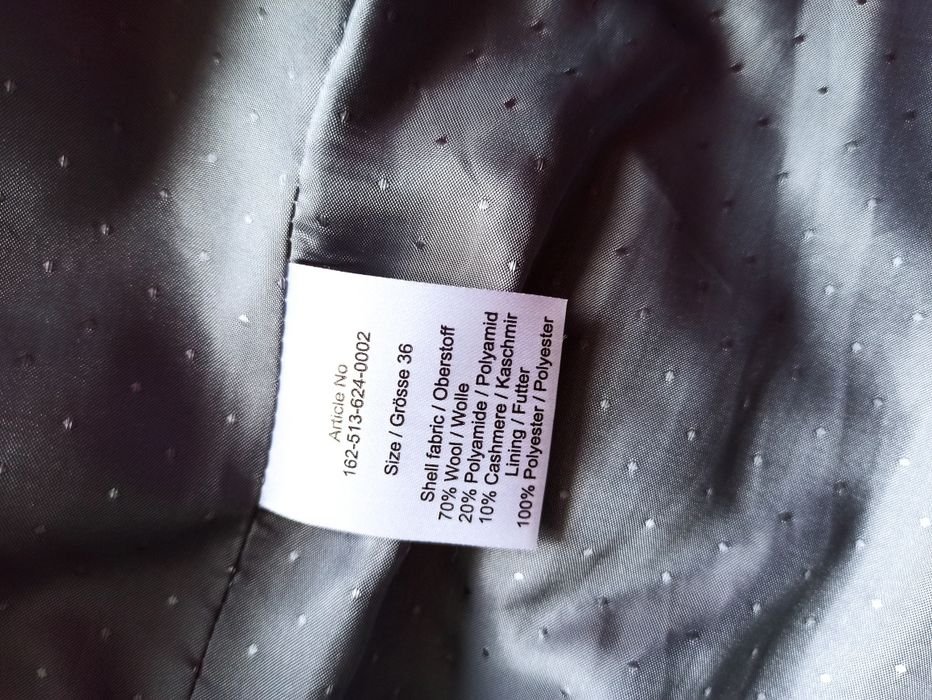 Article No
162-513-624-0002
Size / Grösse 36
Shell fabric / Oberstoff
70% Wool / Wolle
20% Polyamide / Polyamid
10% Cashmere / Kaschmir
Lining / Futter
100% Polyester / Polyester